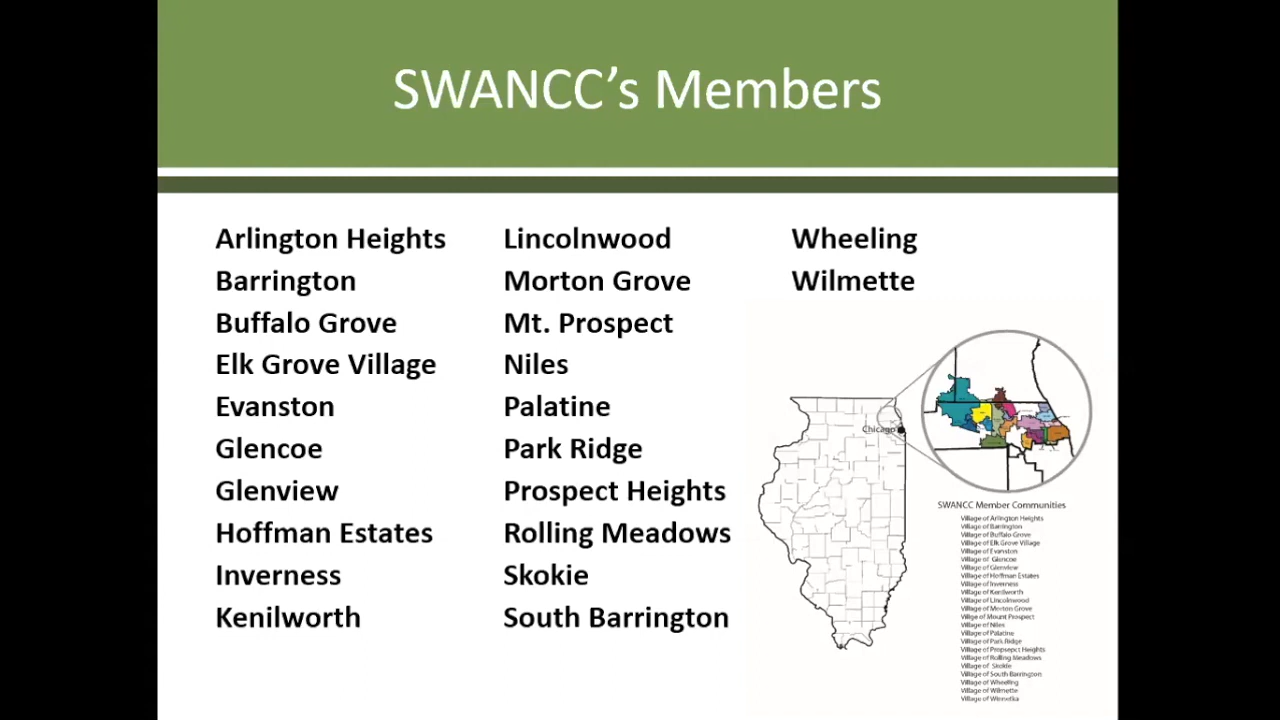 SWANCC's Members
Arlington Heights
Barrington
Buffalo Grove
Elk Grove Village
Evanston
Glencoe
Glenview
Hoffman Estates
Inverness
Kenilworth
Lincolnwood
Morton Grove
Mt. Prospect
Niles
Palatine
Park Ridge
Prospect Heights
Rolling Meadows
Skokie
South Barrington
Wheeling
Wilmette
Chicago
SWANCC Member Communities
Village of Arlington Heights
Village of Barrington
Village of Buffalo Grove
Village of Elk Grove Village
Village of Evanston
Village of Glencoe
Village of Glenview
Village of Hoffman Estates
Village of Inverness
Village of Kenilworth
Village of Lincolnwood
Village of Morton Grove
Village of Mount Prospect
Village of Niles
Village of Palatine
Village of Park Ridge
Village of Propsepct Heights
Village of Rolling Meadows
Village of Skokie
Village of South Barrington
Village of Wheeling
Village of Wilmette
Village of Winnetka